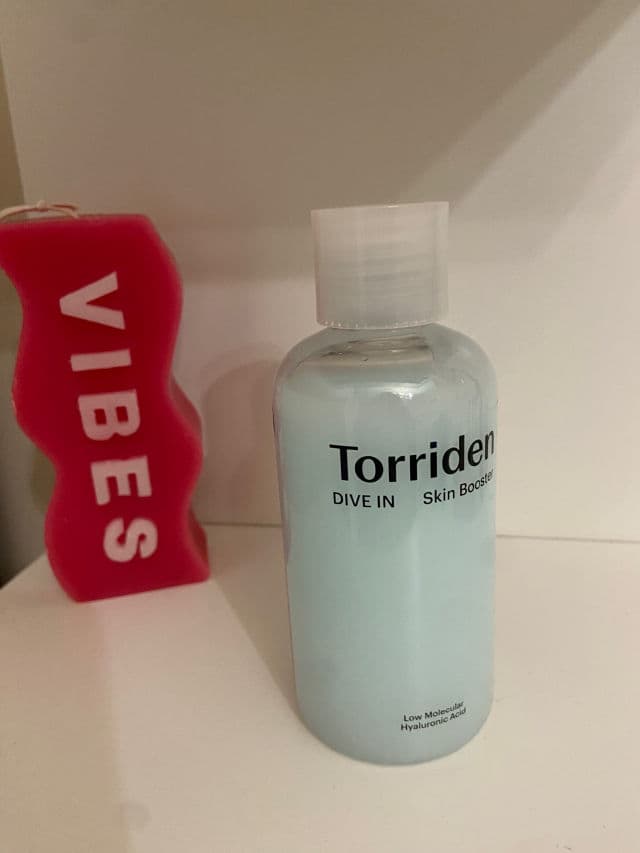 VIBES
Torriden
DIVE IN Skin Booster
Low Molecular
Hyaluronic Acid